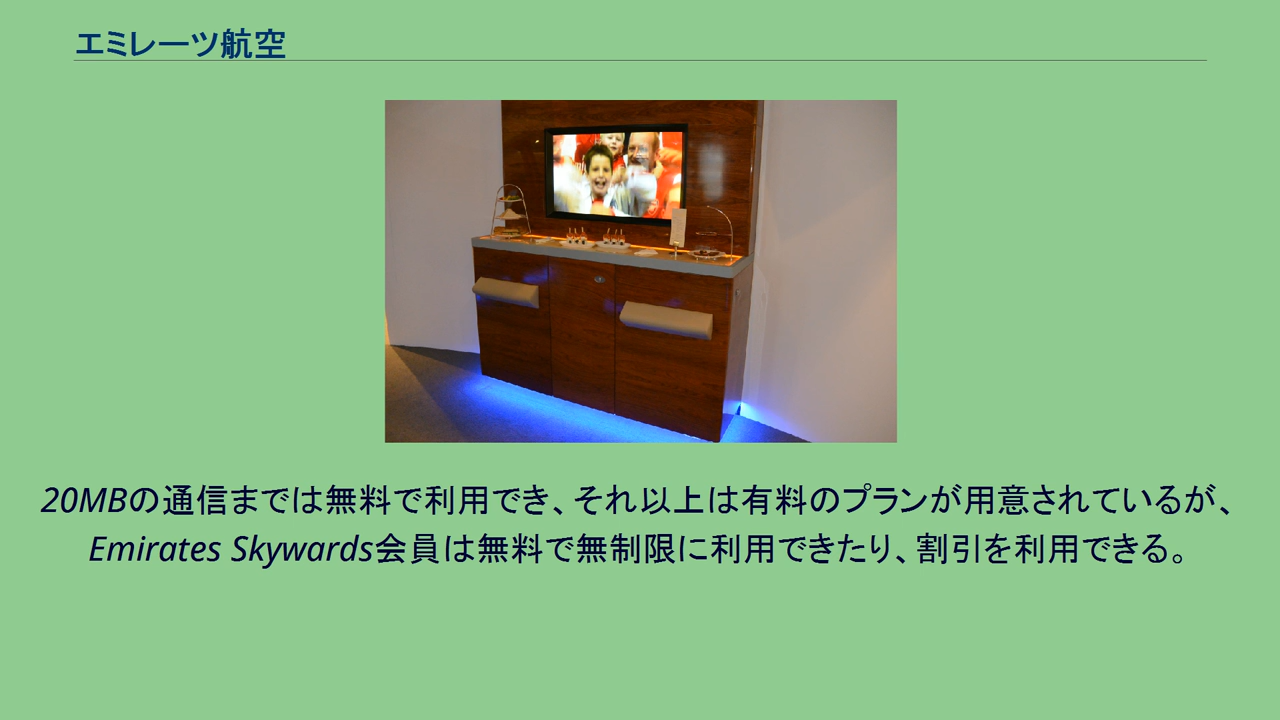 エミレーツ航空
20MBの通信までは無料で利用でき、それ以上は有料のプランが用意されているが、
Emirates Skywards会員は無料で無制限に利用できたり、割引を利用できる。